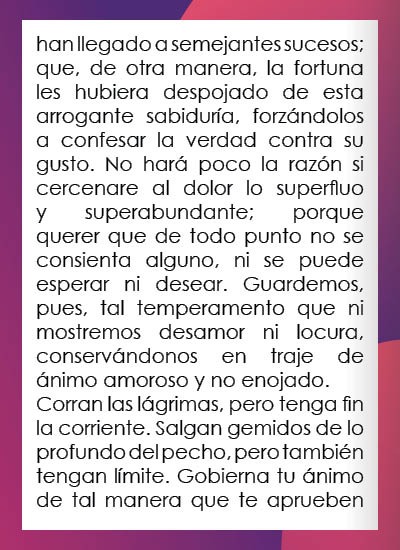 han llegado a semejantes sucesos;
que, de otra manera, la fortuna
les hubiera despojado de esta
arrogante sabiduría, forzándolos
a confesar la verdad contra su
gusto. No hará poco la razón si
cercenare al dolor lo superfluo
y superabundante; porque
querer que de todo punto no se
consienta alguno, ni se puede
esperar ni desear. Guardemos,
pues, tal temperamento que ni
mostremos desamor ni locura,
conservándonos en traje de
ánimo amoroso y no enojado.
Corran las lágrimas, pero tenga fin
la corriente. Salgan gemidos de lo
profundo del pecho, pero también
tengan límite. Gobierna tu ánimo
de tal manera que te aprueben